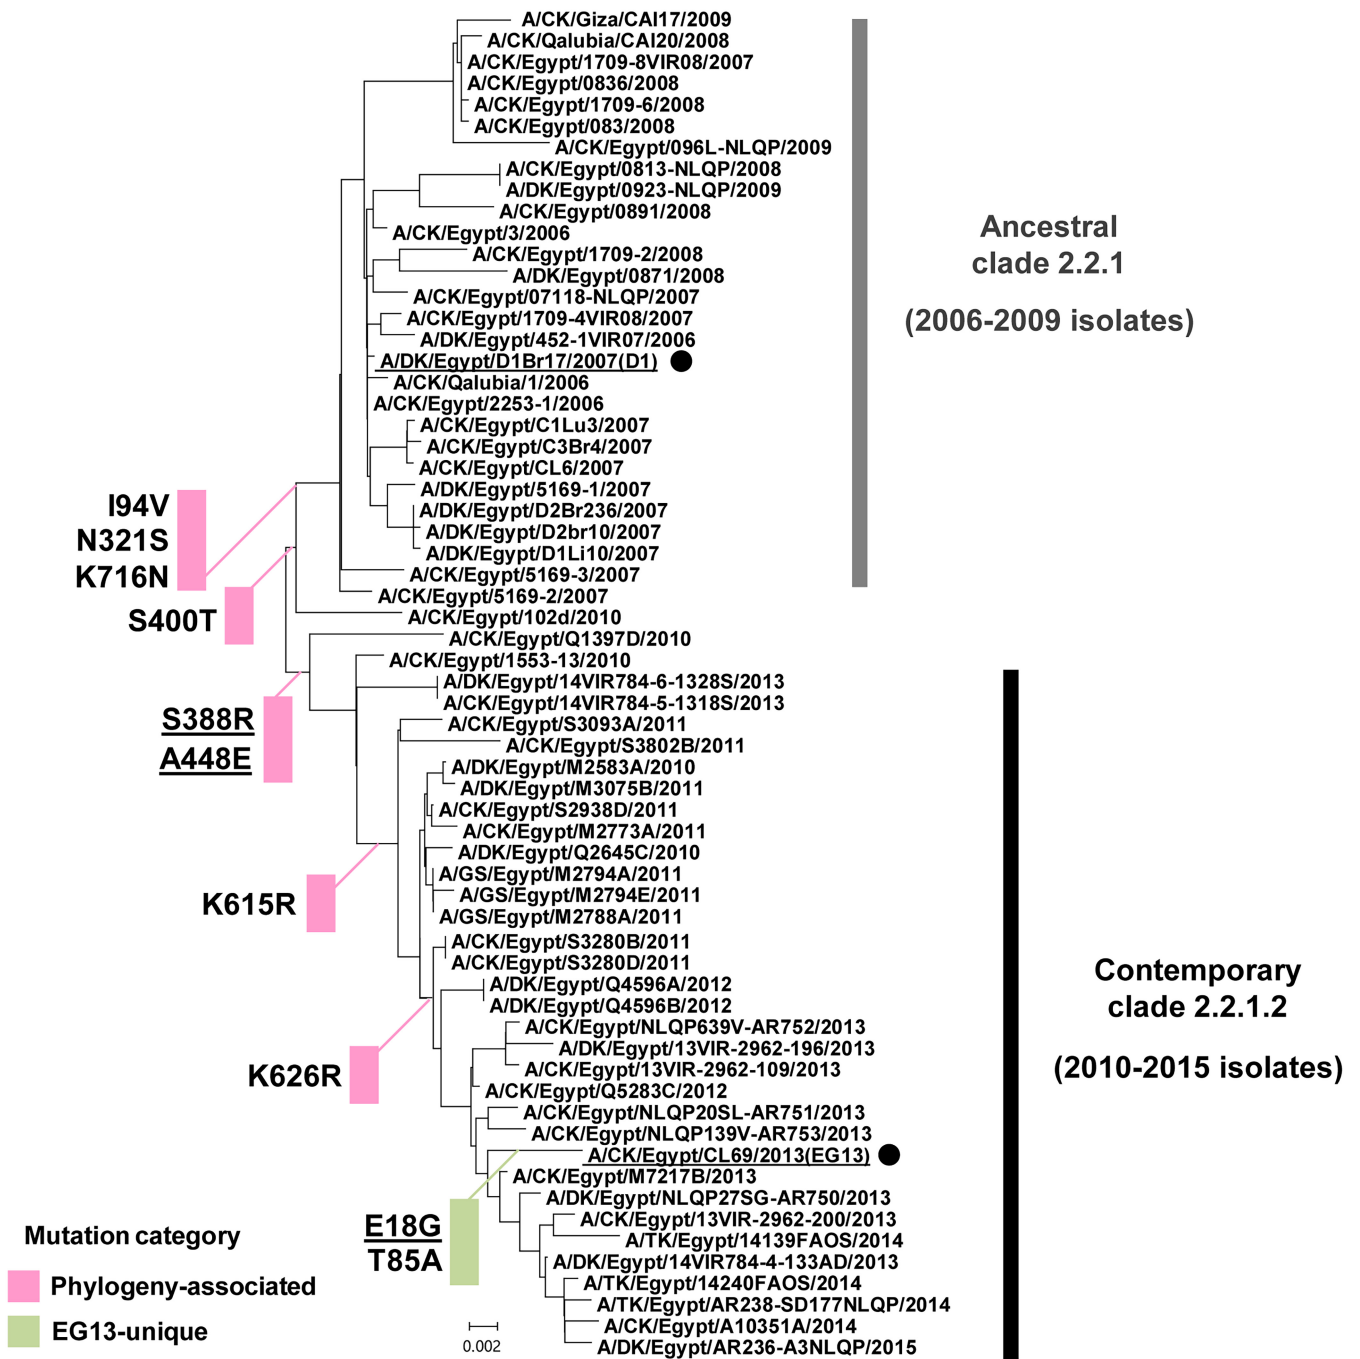 A/CK/Giza/CAI17/2009
A/CK/Qalubia/CAI20/2008
A/CK/Egypt/1709-8VIR08/2007
A/CK/Egypt/0836/2008
A/CK/Egypt/1709-6/2008
A/CK/Egypt/083/2008
A/CK/Egypt/096L-NLQP/2009
A/CK/Egypt/0813-NLQP/2008
A/DK/Egypt/0923-NLQP/2009
A/CK/Egypt/0891/2008
A/CK/Egypt/3/2006
A/CK/Egypt/1709-2/2008
A/DK/Egypt/0871/2008
A/CK/Egypt/07118-NLQP/2007
A/CK/Egypt/1709-4VIR08/2007
A/DK/Egypt/452-1VIR07/2006
A/DK/Egypt/D1Br17/2007(D1)
A/CK/Qalubia/1/2006
A/CK/Egypt/2253-1/2006
A/CK/Egypt/C1Lu3/2007
A/CK/Egypt/C3Br4/2007
A/CK/Egypt/CL6/2007
A/DK/Egypt/5169-1/2007
A/DK/Egypt/D2Br236/2007
A/DK/Egypt/D2br10/2007
A/DK/Egypt/D1Li10/2007
A/CK/Egypt/5169-3/2007
A/CK/Egypt/5169-2/2007
A/CK/Egypt/102d/2010
A/CK/Egypt/Q1397D/2010
A/CK/Egypt/1553-13/2010
A/DK/Egypt/14VIR784-6-1328S/2013
A/CK/Egypt/14VIR784-5-1318S/2013
A/CK/Egypt/S3093A/2011
A/CK/Egypt/S3802B/2011
A/DK/Egypt/M2583A/2010
A/DK/Egypt/M3075B/2011
A/CK/Egypt/S2938D/2011
A/CK/Egypt/M2773A/2011
A/DK/Egypt/Q2645C/2010
A/GS/Egypt/M2794A/2011
A/GS/Egypt/M2794E/2011
A/GS/Egypt/M2788A/2011
A/CK/Egypt/S3280B/2011
A/CK/Egypt/S3280D/2011
A/DK/Egypt/Q4596A/2012
A/DK/Egypt/Q4596B/2012
A/CK/Egypt/NLQP639V-AR752/2013
A/DK/Egypt/13VIR-2962-196/2013
A/CK/Egypt/13VIR-2962-109/2013
A/CK/Egypt/Q5283C/2012
A/CK/Egypt/NLQP20SL-AR751/2013
A/CK/Egypt/NLQP139V-AR753/2013
A/CK/Egypt/CL69/2013(EG13)
A/CK/Egypt/M7217B/2013
A/DK/Egypt/NLQP27SG-AR750/2013
A/CK/Egypt/13VIR-2962-200/2013
A/TK/Egypt/14139FAOS/2014
A/DK/Egypt/14VIR784-4-133AD/2013
A/TK/Egypt/14240FAOS/2014
A/TK/Egypt/AR238-SD177NLQP/2014
A/CK/Egypt/A10351A/2014
A/DK/Egypt/AR236-A3NLQP/2015
Ancestral
clade 2.2.1
(2006-2009 isolates)
Contemporary
clade 2.2.1.2
(2010-2015 isolates)
I94V
N321S
K716N
S400T
S388R
A448E
K615R
K626R
E18G
T85A
Mutation category
Phylogeny-associated
EG13-unique
0.002